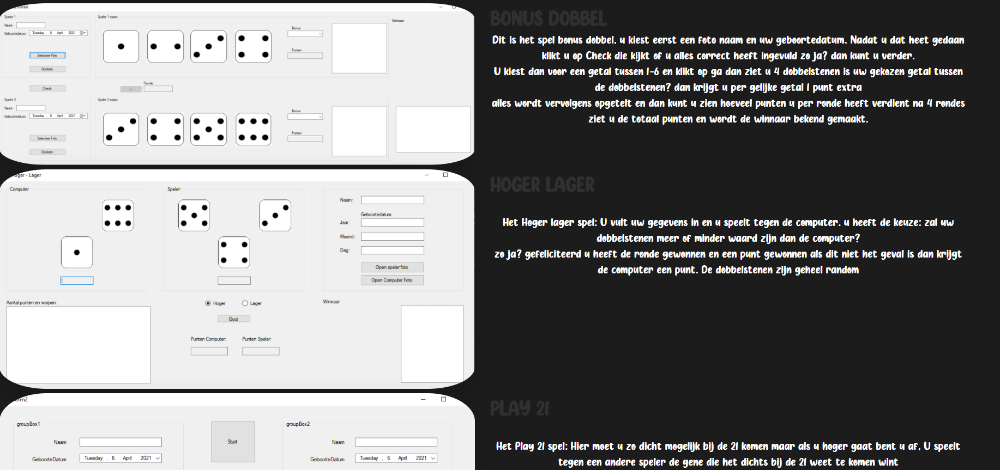 Speler 1
Naam:
Geboortedatum:
Tuesday , 6 April 2021
Selecteer Foto
Opslaan
Check
Speler 1 naam
Bonus
Punten
Winnaar:
Ronde:
Ga
Speler 2
Naam:
Geboortedatum:
Tuesday , 6 April 2021
Selecteer Foto
Opslaan
Speler 2 naam
Bonus
Punten
BONUS DOBBEL
Dit is het spel bonus dobbel, u kiest eerst een foto naam en uw geboortedatum. Nadat u dat heet gedaan
klikt u op Check die kijkt of u alles correct heeft ingevuld zo ja? dan kunt u verder.
U kiest dan voor een getal tussen 1-6 en klikt op ga dan ziet u 4 dobbelstenen is uw gekozen getal tussen
de dobbelstenen? dan krijgt u per gelijke getal 1 punt extra
alles wordt vervolgens opgetelt en dan kunt u zien hoeveel punten u per ronde heeft verdient na 4 rondes
ziet u de totaal punten en wordt de winnaar bekend gemaakt.
oger - Lager
Computer
Speler:
Naam:
Geboortedatum:
Jaar:
Maand:
Dag:
Open speler foto
Open Computer Foto
Aantal punten en worpen:
Hoger
Lager
Gooi
Punten Computer:
Punten Speler:
Winnaar
HOGER LAGER
Het Hoger lager spel: U vult uw gegevens in en u speelt tegen de computer. u heeft de keuze: zal uw
dobbelstenen meer of minder waard zijn dan de computer?
zo ja? gefeliciteerd u heeft de ronde gewonnen en een punt gewonnen als dit niet het geval is dan krijgt
de computer een punt. De dobbelstenen zijn geheel random
orm2
groupBox1
Naam
GeboorteDatum
Tuesday , 6 April 2021
Start
groupBox2
Naam
GeboorteDatum
Tuesday , 6 April 2021
PLAY 21
Het Play 21 spel: Hier moet u zo dicht mogelijk bij de 21 komen maar als u hoger gaat bent u af, U speelt
tegen een andere speler de gene die het dichts bij de 21 weet te komen wint